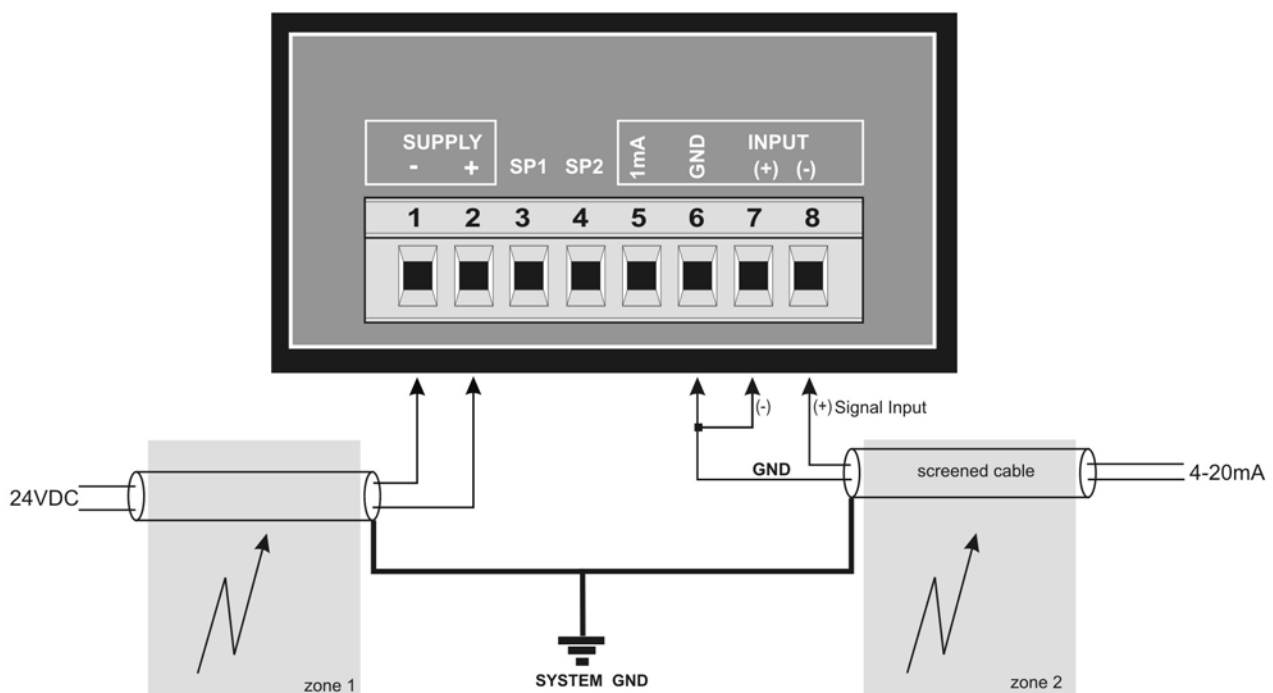 SUPPLY
- +
SP1 SP2
1mA
GND
INPUT
(+) (-)
1 2 3 4 5 6 7 8
(-)
(+) Signal Input
GND
screened cable
24VDC
4-20mA
zone 1
SYSTEM GND
zone 2